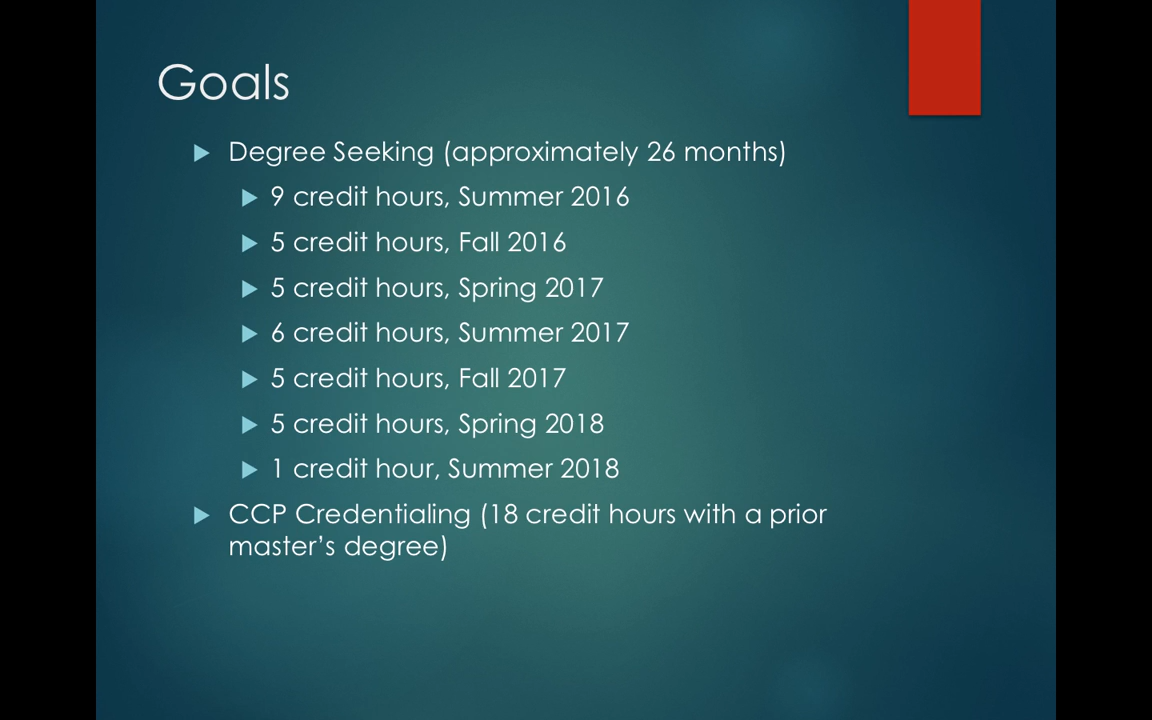 Goals
Degree Seeking (approximately 26 months)
9 credit hours, Summer 2016
5 credit hours, Fall 2016
5 credit hours, Spring 2017
6 credit hours, Summer 2017
5 credit hours, Fall 2017
5 credit hours, Spring 2018
1 credit hour, Summer 2018
CCP Credentialing (18 credit hours with a prior
master’s degree)